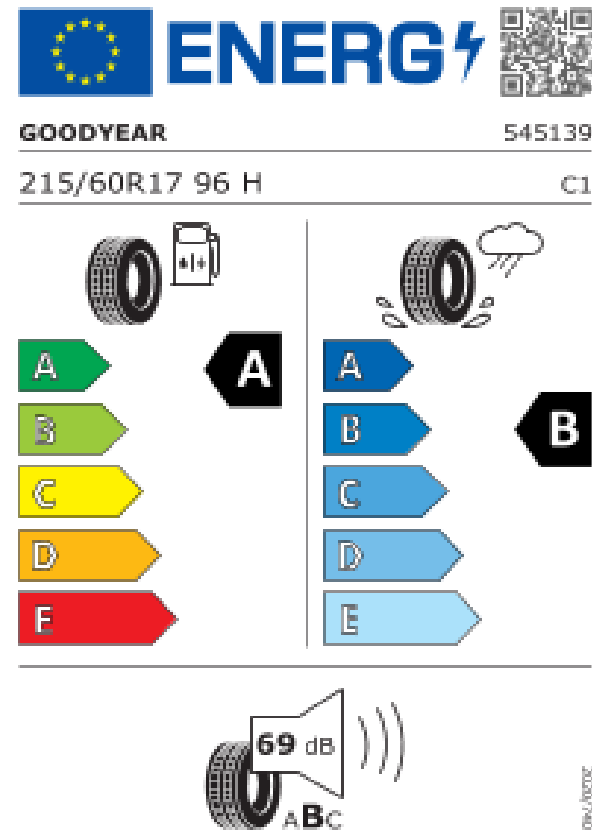 ENERG
GOODYEAR 545139
215/60R17 96 H C1
A A A
B B B
C C
D D
E E
69 dB
ABC